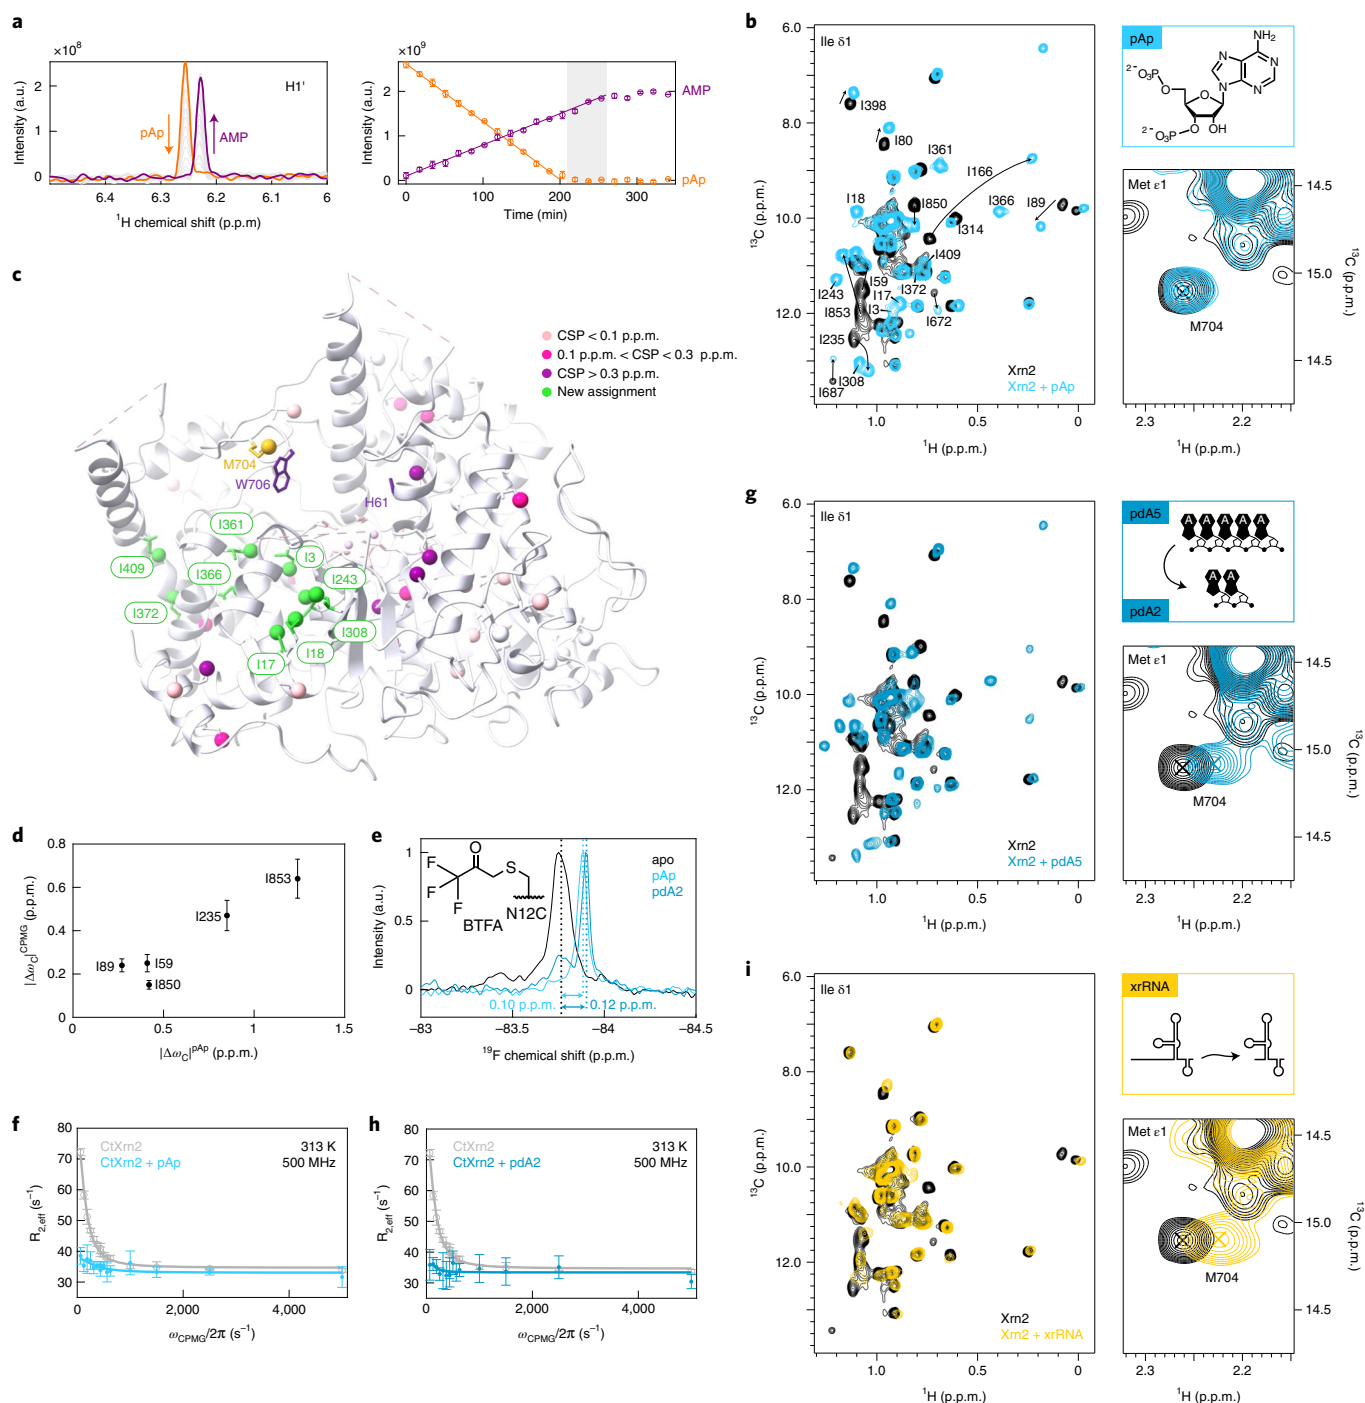 a
×10⁸
2
1
0
Intensity (a.u.)
H1'
pAp
AMP
6.4
6.3
6.2
6.1
6
¹H chemical shift (p.p.m)
×10⁹
2
1
0
Intensity (a.u.)
AMP
pAp
0
100
200
300
Time (min)
b
6.0
8.0
10.0
12.0
¹³C (p.p.m.)
Ile δ1
I398
I80
I361
I166
I18
I850
I366
I89
I314
I409
I59
I372
I243
I17
I853
I3
I672
I235
I308
I687
Xrn2
Xrn2 + pAp
1.0
0.5
0
¹H (p.p.m.)
pAp
NH₂
N
N
N
N
²⁻O₃PO
O
²⁻O₃PO
OH
Met ε1
14.5
15.0
14.5
¹³C (p.p.m.)
M704
2.3
2.2
¹H (p.p.m.)
c
CSP < 0.1 p.p.m.
0.1 p.p.m. < CSP < 0.3 p.p.m.
CSP > 0.3 p.p.m.
New assignment
M704
W706
H61
I361
I409
I3
I366
I243
I372
I308
I18
I17
d
0.8
0.6
0.4
0.2
0
|Δω_C|^CPMG (p.p.m.)
I853
I235
I89
I59
I850
0
0.5
1
1.5
|Δω_C|^pAp (p.p.m.)
e
1
0.5
0
Intensity (a.u.)
O
F
F
F
S
N12C
BTFA
apo
pAp
pdA2
0.10 p.p.m.
0.12 p.p.m.
−83
−83.5
−84
−84.5
¹⁹F chemical shift (p.p.m.)
f
80
70
60
50
40
30
R₂,eff (s⁻¹)
CtXrn2
CtXrn2 + pAp
313 K
500 MHz
0
2,000
4,000
ω_CPMG/2π (s⁻¹)
h
80
70
60
50
40
30
R₂,eff (s⁻¹)
CtXrn2
CtXrn2 + pdA2
313 K
500 MHz
0
2,000
4,000
ω_CPMG/2π (s⁻¹)
g
6.0
8.0
10.0
12.0
¹³C (p.p.m.)
Ile δ1
Xrn2
Xrn2 + pdA5
1.0
0.5
0
¹H (p.p.m.)
pdA5
A A A A A
A A
pdA2
Met ε1
14.5
15.0
14.5
¹³C (p.p.m.)
M704
2.3
2.2
¹H (p.p.m.)
i
6.0
8.0
10.0
12.0
¹³C (p.p.m.)
Ile δ1
Xrn2
Xrn2 + xrRNA
1.0
0.5
0
¹H (p.p.m.)
xrRNA
Met ε1
14.5
15.0
14.5
¹³C (p.p.m.)
M704
2.3
2.2
¹H (p.p.m.)